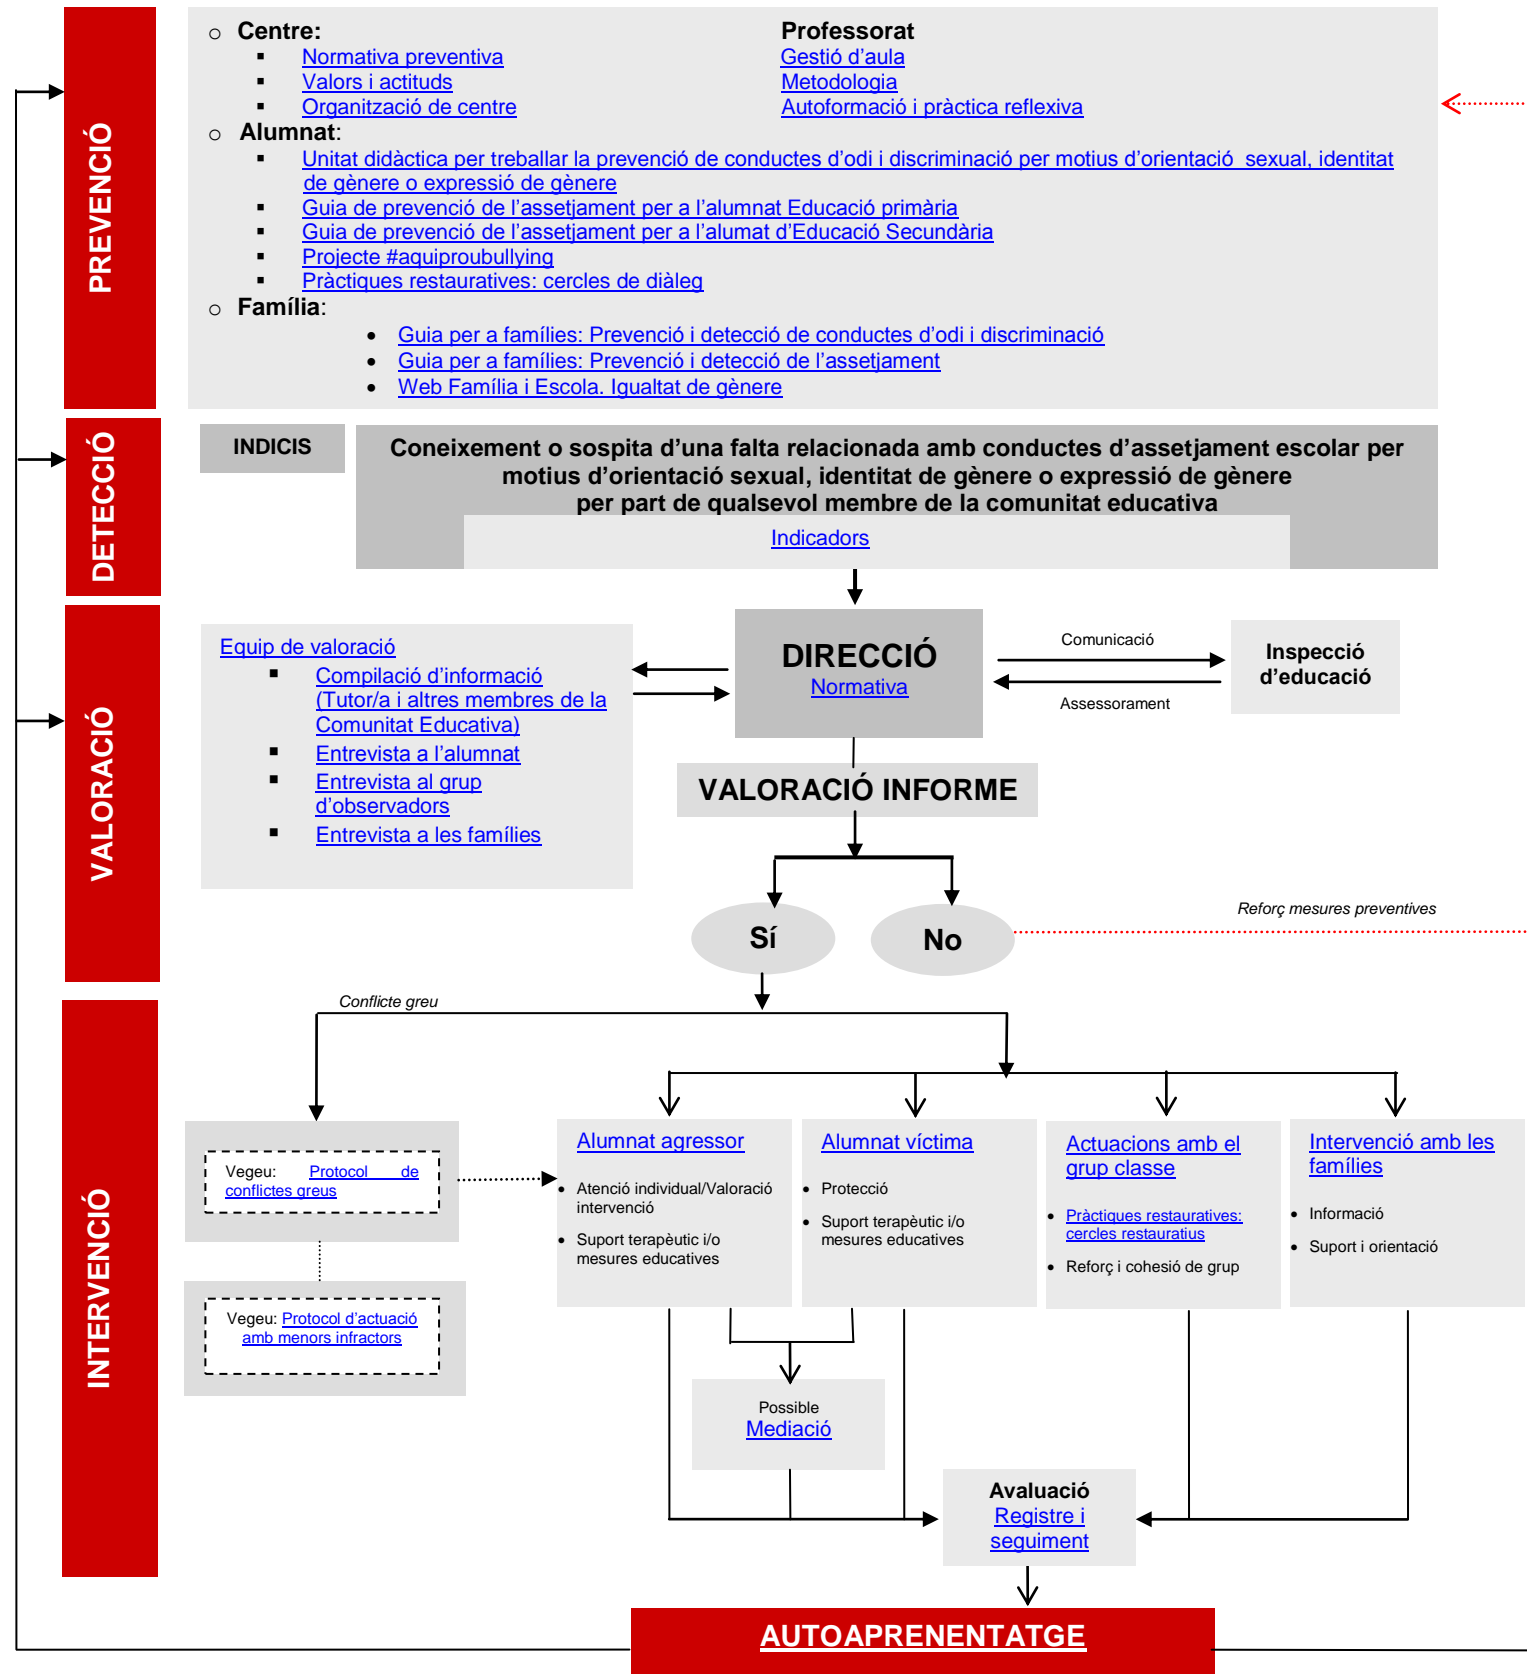 PREVENCIÓ
Centre:
Normativa preventiva
Valors i actituds
Organització de centre
Professorat
Gestió d’aula
Metodologia
Autoformació i pràctica reflexiva
Alumnat:
Unitat didàctica per treballar la prevenció de conductes d’odi i discriminació per motius d’orientació sexual, identitat
de gènere o expressió de gènere
Guia de prevenció de l’assetjament per a l’alumnat Educació primària
Guia de prevenció de l’assetjament per a l’alumat d’Educació Secundària
Projecte #aquiproubullying
Pràctiques restauratives: cercles de diàleg
Família:
Guia per a famílies: Prevenció i detecció de conductes d’odi i discriminació
Guia per a famílies: Prevenció i detecció de l’assetjament
Web Família i Escola. Igualtat de gènere
DETECCIÓ
INDICIS
Coneixement o sospita d’una falta relacionada amb conductes d’assetjament escolar per
motius d’orientació sexual, identitat de gènere o expressió de gènere
per part de qualsevol membre de la comunitat educativa
Indicadors
VALORACIÓ
Equip de valoració
Compilació d’informació
(Tutor/a i altres membres de la
Comunitat Educativa)
Entrevista a l’alumnat
Entrevista al grup
d’observadors
Entrevista a les famílies
DIRECCIÓ
Normativa
Comunicació
Assessorament
Inspecció
d’educació
VALORACIÓ INFORME
Sí
No
Reforç mesures preventives
INTERVENCIÓ
Conflicte greu
Vegeu: Protocol de
conflictes greus
Vegeu: Protocol d’actuació
amb menors infractors
Alumnat agressor
Atenció individual/Valoració
intervenció
Suport terapèutic i/o
mesures educatives
Alumnat víctima
Protecció
Suport terapèutic i/o
mesures educatives
Actuacions amb el
grup classe
Pràctiques restauratives:
cercles restauratius
Reforç i cohesió de grup
Intervenció amb les
famílies
Informació
Suport i orientació
Possible
Mediació
Avaluació
Registre i
seguiment
AUTOAPRENENTATGE